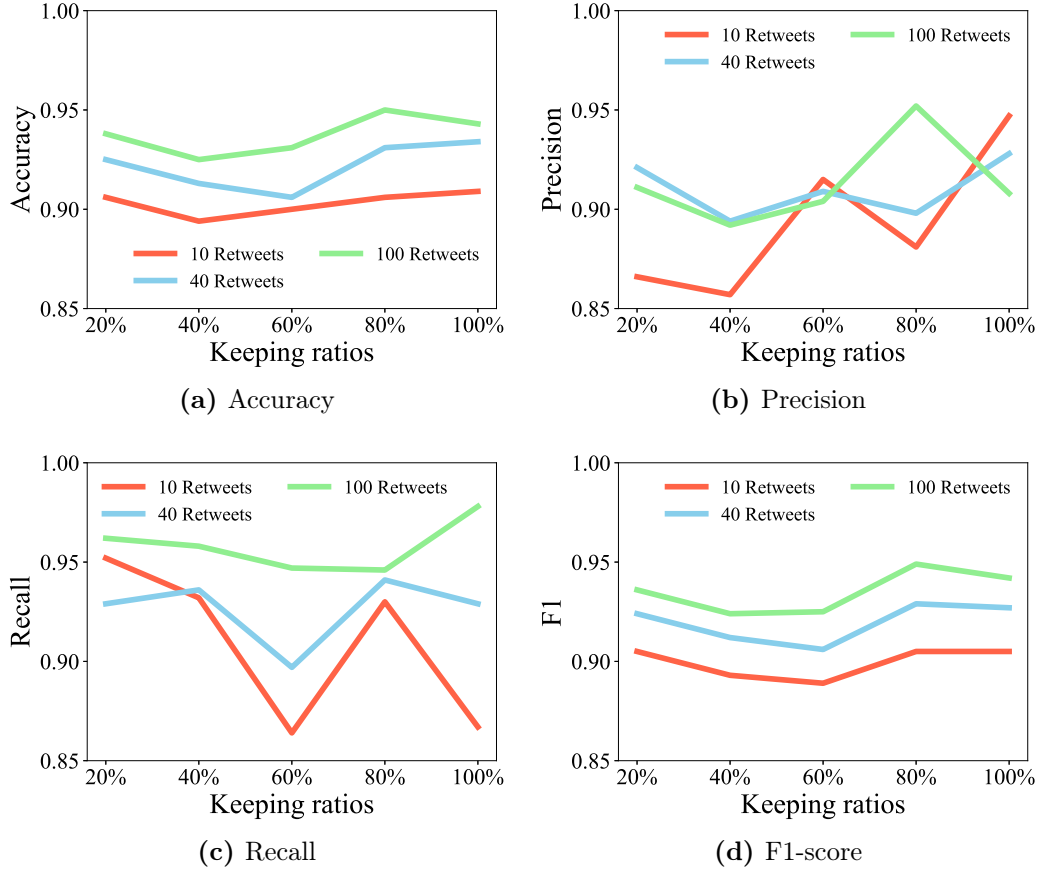 1.00
0.95
0.90
0.85
Accuracy
10 Retweets
100 Retweets
40 Retweets
20% 40% 60% 80% 100%
Keeping ratios
(a) Accuracy
1.00
0.95
0.90
0.85
Precision
10 Retweets
100 Retweets
40 Retweets
20% 40% 60% 80% 100%
Keeping ratios
(b) Precision
1.00
0.95
0.90
0.85
Recall
10 Retweets
100 Retweets
40 Retweets
20% 40% 60% 80% 100%
Keeping ratios
(c) Recall
1.00
0.95
0.90
0.85
F1
10 Retweets
100 Retweets
40 Retweets
20% 40% 60% 80% 100%
Keeping ratios
(d) F1-score